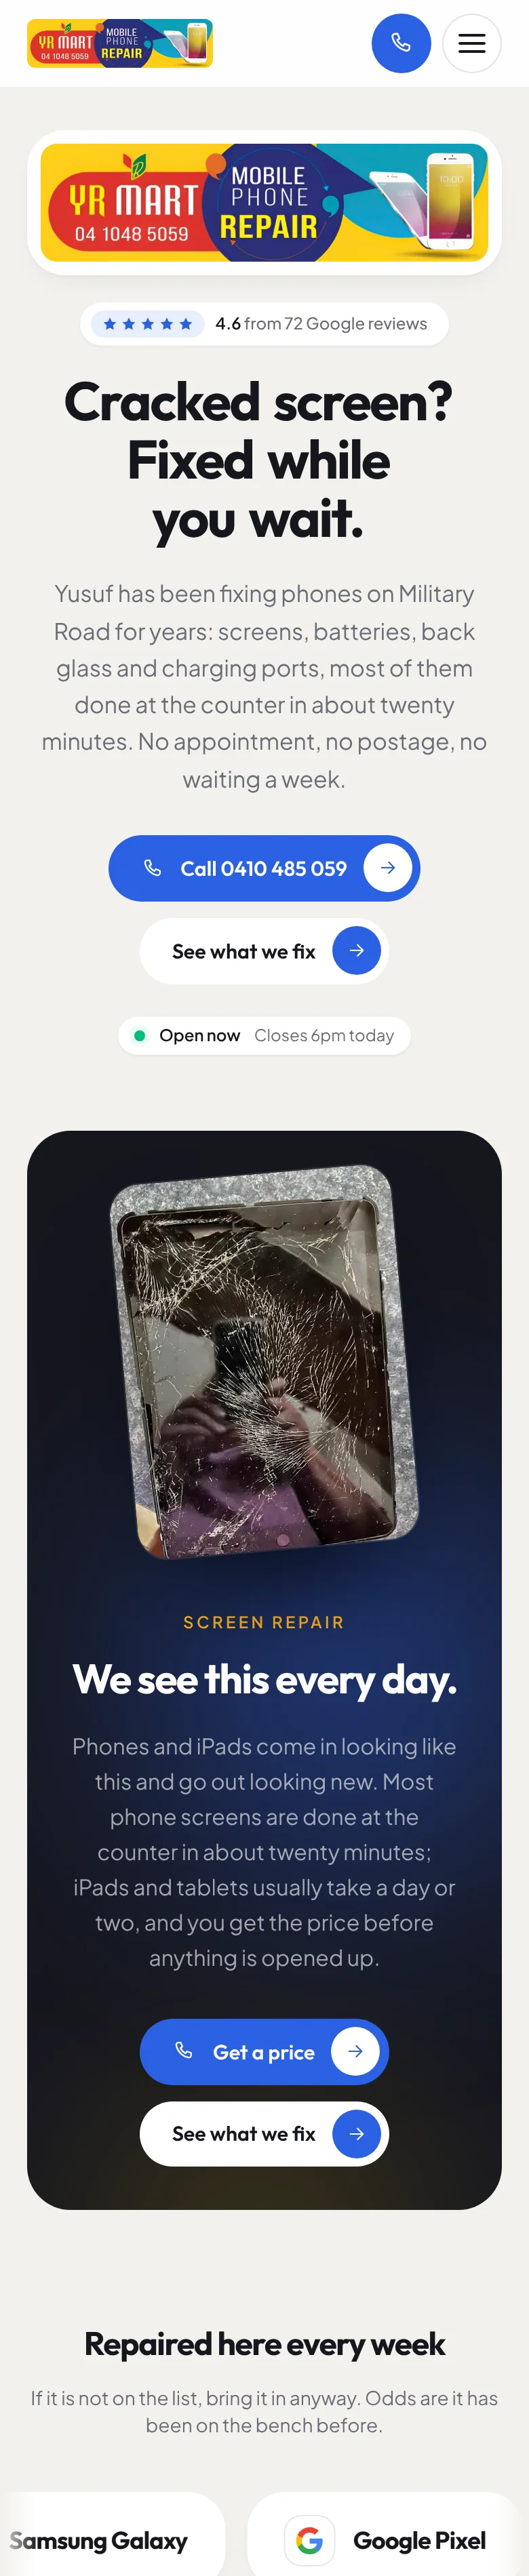 YR MART
04 1048 5059
MOBILE
PHONE
REPAIR
YR MART
04 1048 5059
MOBILE
PHONE
REPAIR
10:00
4.6 from 72 Google reviews
Cracked screen?
Fixed while
you wait.
Yusuf has been fixing phones on Military
Road for years: screens, batteries, back
glass and charging ports, most of them
done at the counter in about twenty
minutes. No appointment, no postage, no
waiting a week.
Call 0410 485 059
See what we fix
Open now Closes 6pm today
SCREEN REPAIR
We see this every day.
Phones and iPads come in looking like
this and go out looking new. Most
phone screens are done at the
counter in about twenty minutes;
iPads and tablets usually take a day or
two, and you get the price before
anything is opened up.
Get a price
See what we fix
Repaired here every week
If it is not on the list, bring it in anyway. Odds are it has
been on the bench before.
Samsung Galaxy
G Google Pixel